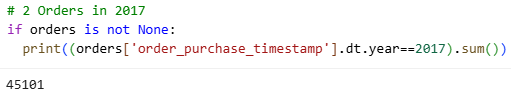 # 2 Orders in 2017
if orders is not None:
  print((orders['order_purchase_timestamp'].dt.year==2017).sum())
45101